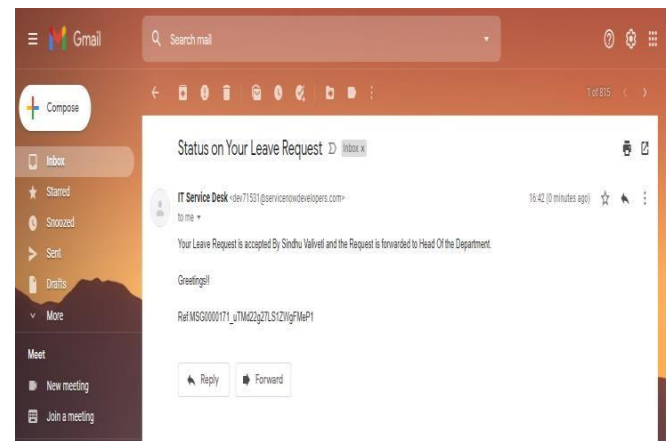 Gmail
Search mail
Compose
1 of 815
Inbox
Starred
Snoozed
Sent
Drafts
More
Meet
New meeting
Join a meeting
Status on Your Leave Request Inbox x
IT Service Desk <dev71531@servicenowdevelopers.com>
16:42 (0 minutes ago)
to me
Your Leave Request is accepted By Sindhu Valiveti and the Request is forwarded to Head Of the Department.
Greetings!!
Ref:MSG0000171_uTMd22g27LS1ZWgFMeP1
Reply
Forward